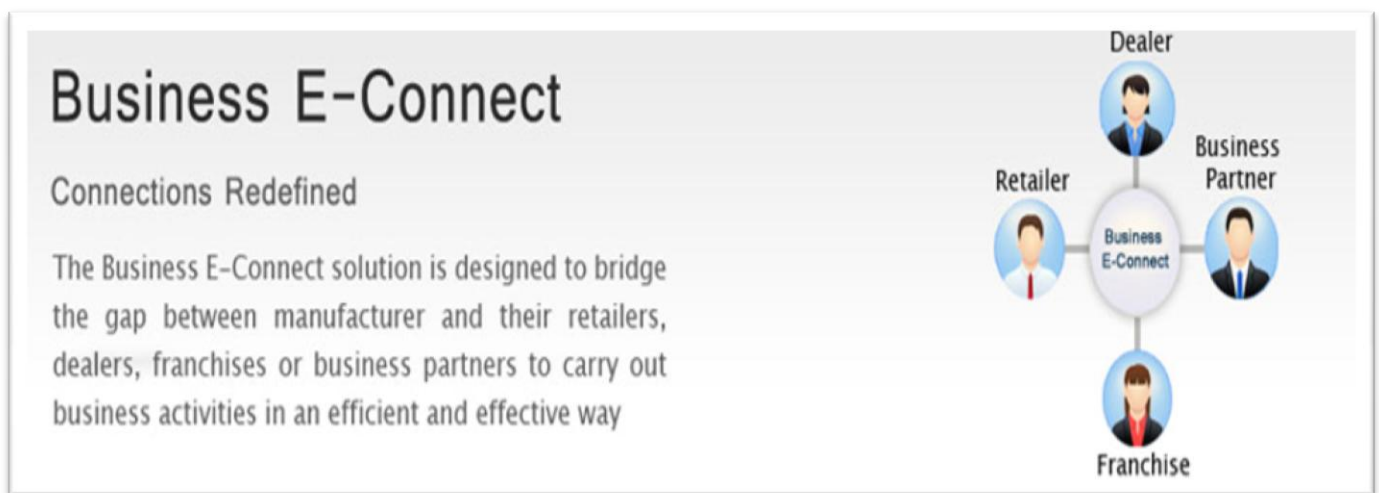 Business E-Connect
Connections Redefined
The Business E-Connect solution is designed to bridge
the gap between manufacturer and their retailers,
dealers, franchises or business partners to carry out
business activities in an efficient and effective way
Dealer
Business
Partner
Retailer
Business
E-Connect
Franchise